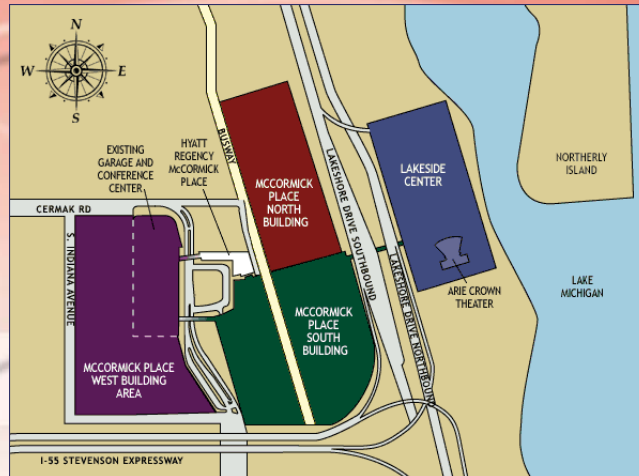 N
W
E
S
EXISTING
GARAGE AND
CONFERENCE
CENTER
HYATT
REGENCY
McCORMICK
PLACE
BUSWAY
CERMAK RD
S. INDIANA AVENUE
MCCORMICK
PLACE
NORTH
BUILDING
LAKESHORE DRIVE SOUTHBOUND
LAKESIDE
CENTER
NORTHERLY
ISLAND
LAKESHORE DRIVE NORTHBOUND
ARIE CROWN
THEATER
LAKE
MICHIGAN
MCCORMICK
PLACE
SOUTH
BUILDING
MCCORMICK PLACE
WEST BUILDING
AREA
I-55 STEVENSON EXPRESSWAY